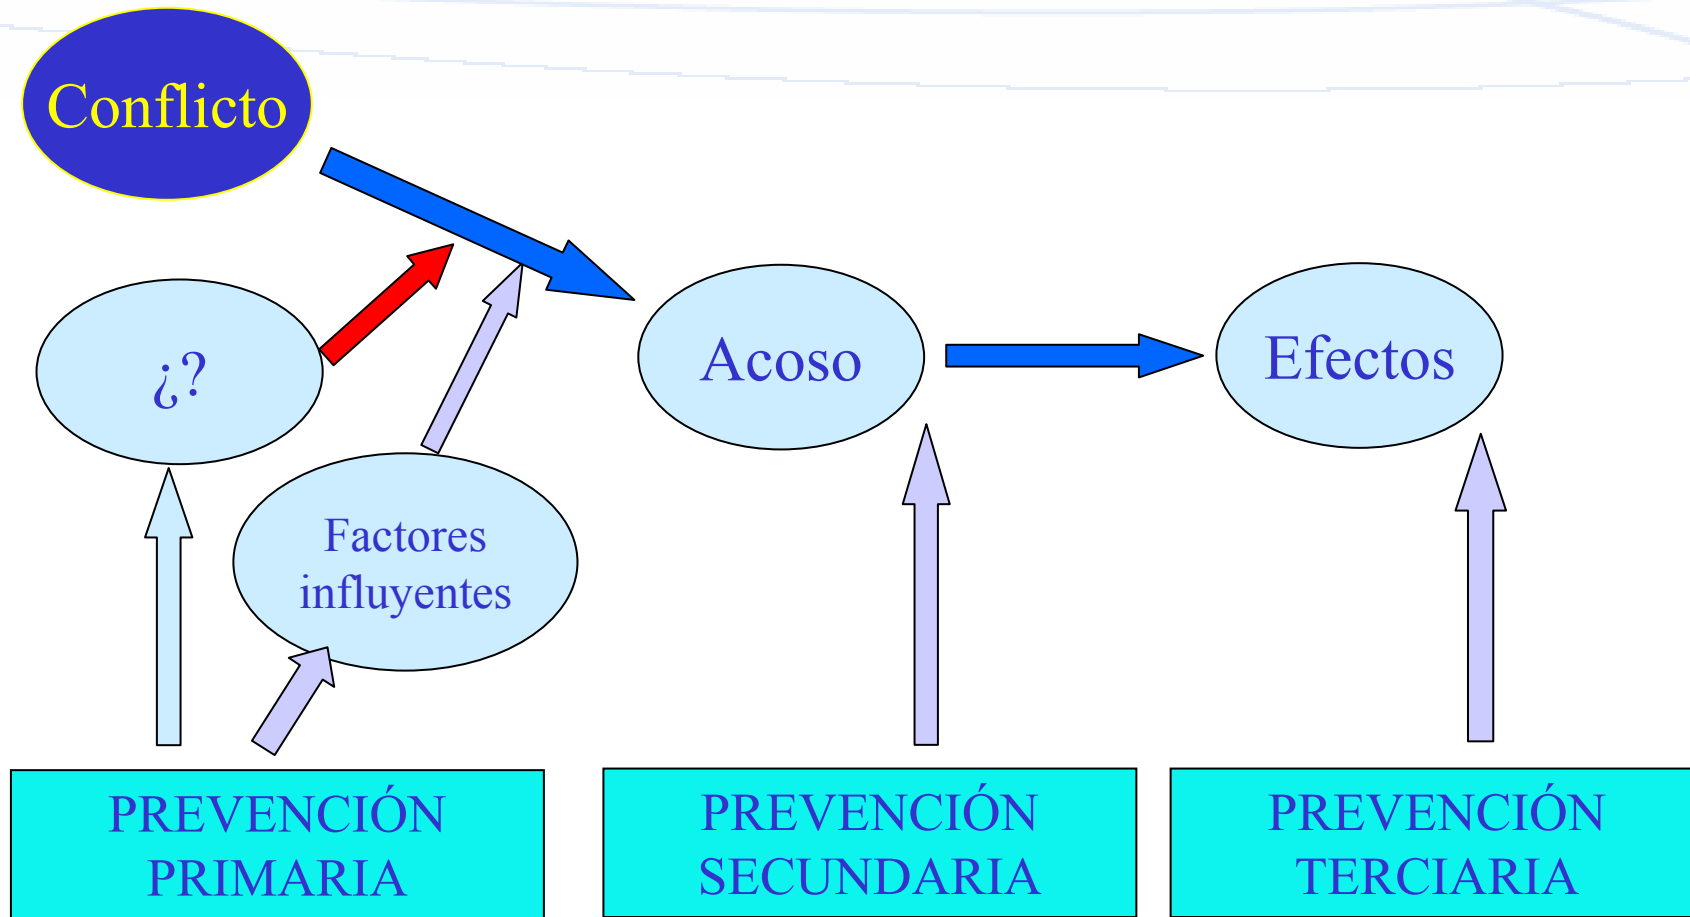 Conflicto
¿?
Acoso
Efectos
Factores
influyentes
PREVENCIÓN
PRIMARIA
PREVENCIÓN
SECUNDARIA
PREVENCIÓN
TERCIARIA